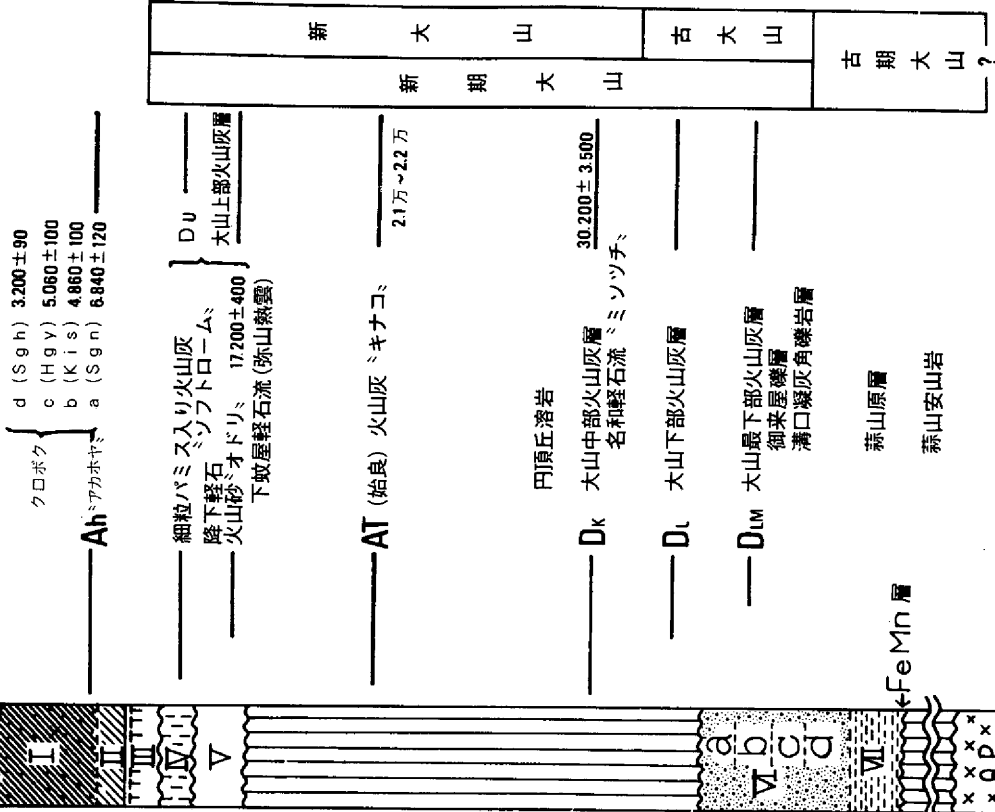 クロボク
d (Sgh) 3.200±90
c (Hgy) 5.060±100
b (Kis) 4.860±100
a (Sgn) 6.840±120
Ah〝アカホヤ〟
細粒パミス入り火山灰
降下軽石〝ソフトローム〟
火山砂〝オドリ〟 17.200±400
下蚊屋軽石流(弥山熱雲)
DU
大山上部火山灰層
AT (始良) 火山灰〝キナコ〟
2.1万~2.2万
円頂丘溶岩
DK 大山中部火山灰層
30.200±3.500
名和軽石流〝ミソツチ〟
DL 大山下部火山灰層
DLM 大山最下部火山灰層
御来屋礫層
溝口凝灰角礫岩層
蒜山原層
蒜山安山岩
新大山
古大山
新期大山
古期大山?
I
II
III
IV
V
VI
a
b
c
d
VII
←FeMn層